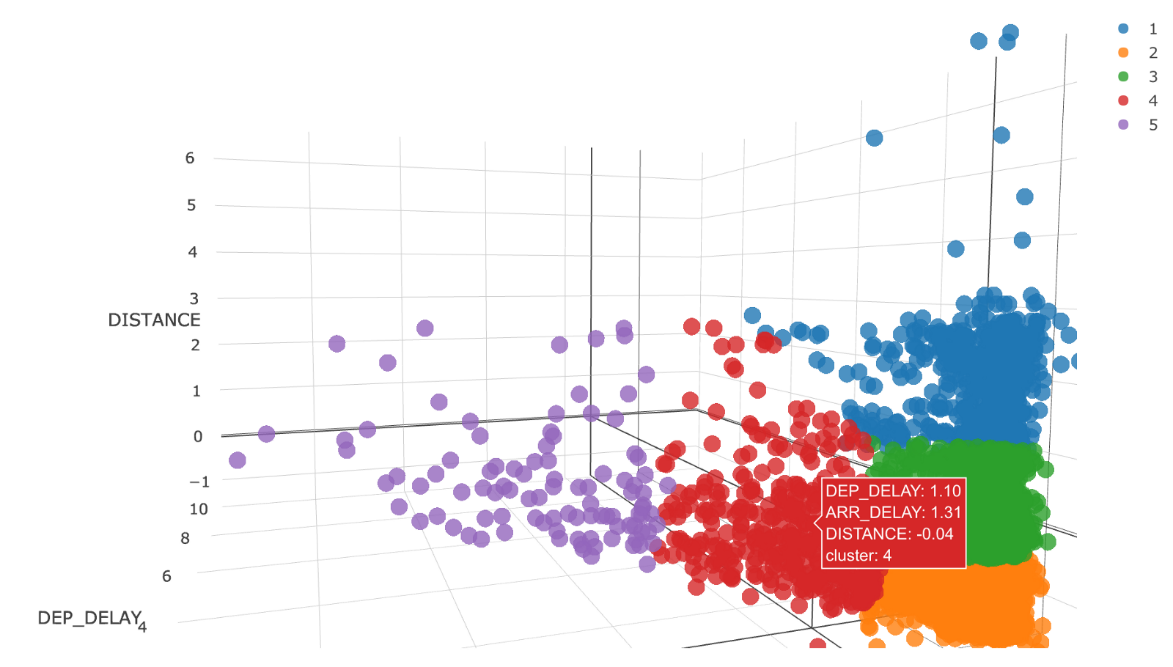 1
2
3
4
5
6
5
4
3
DISTANCE
2
1
0
−1
10
8
6
DEP_DELAY
4
DEP_DELAY: 1.10
ARR_DELAY: 1.31
DISTANCE: -0.04
cluster: 4